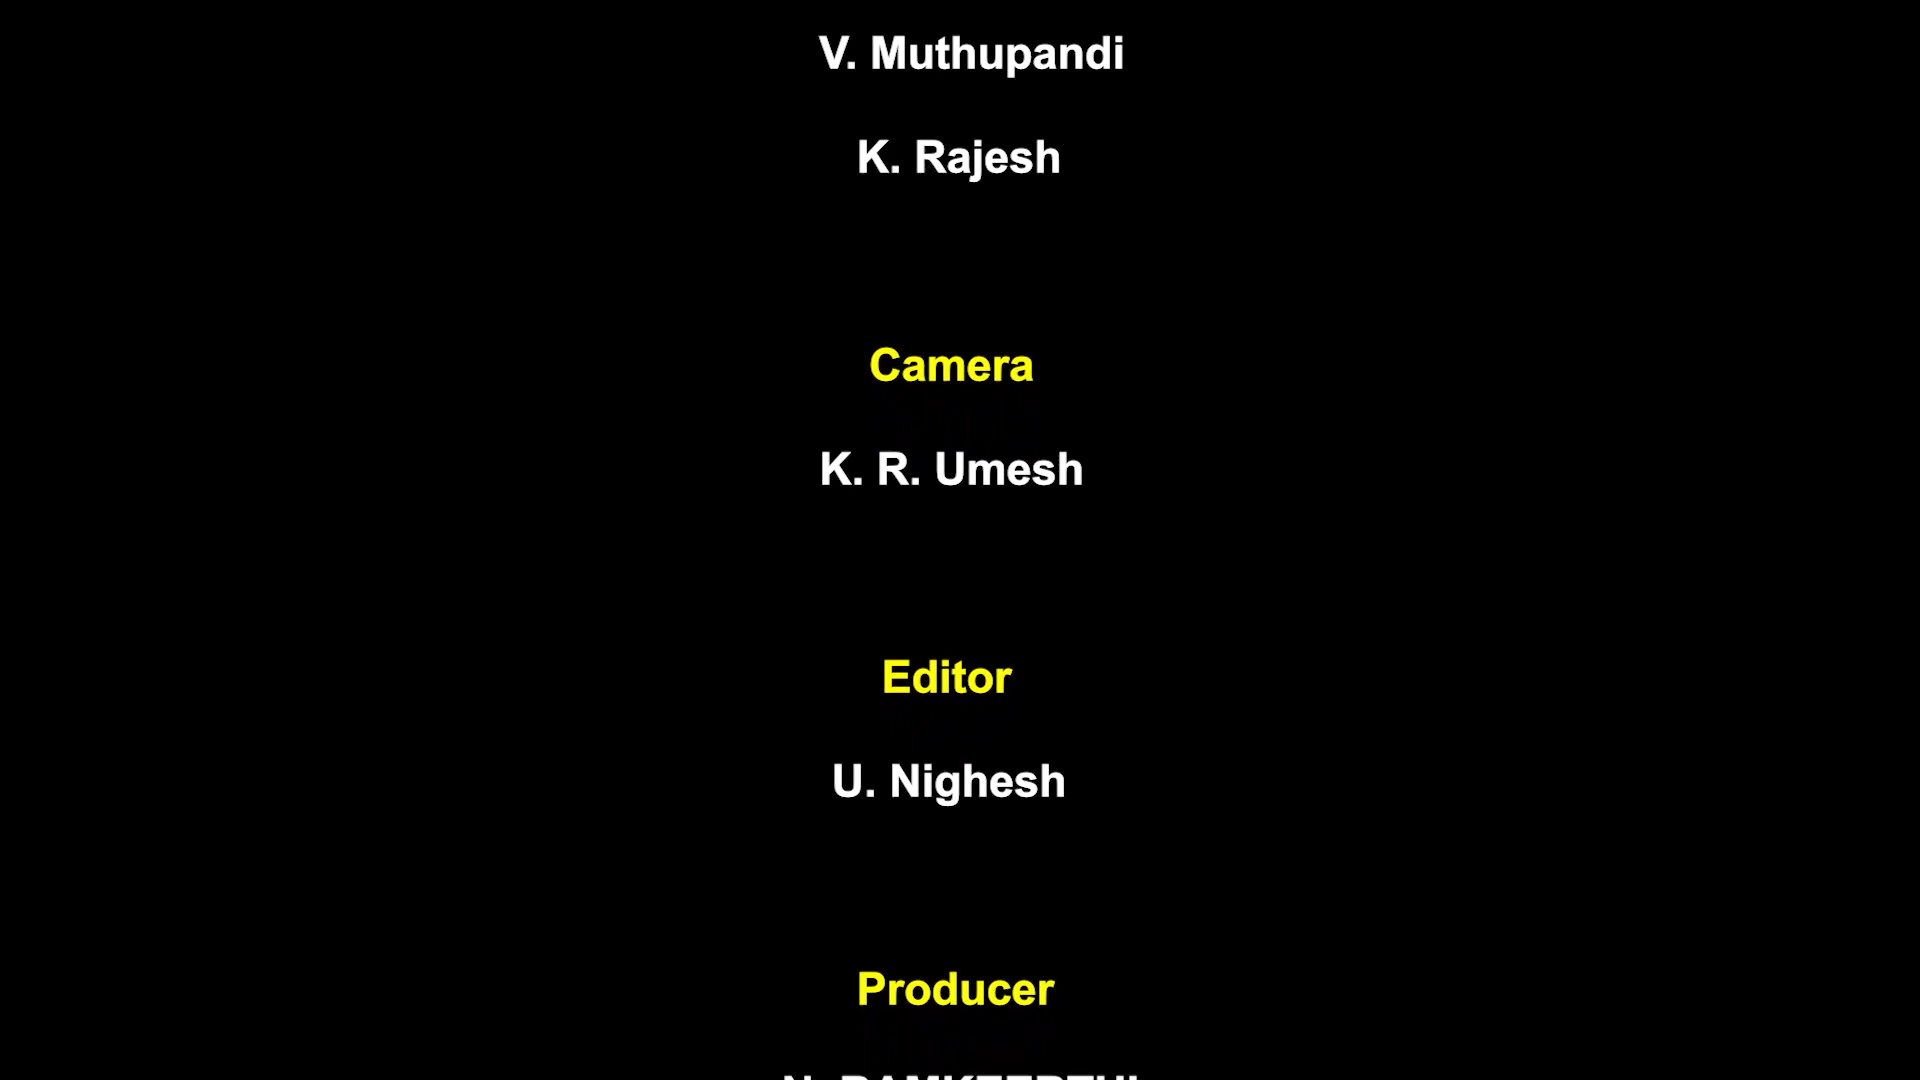 V. Muthupandi
K. Rajesh
Camera
K. R. Umesh
Editor
U. Nighesh
Producer